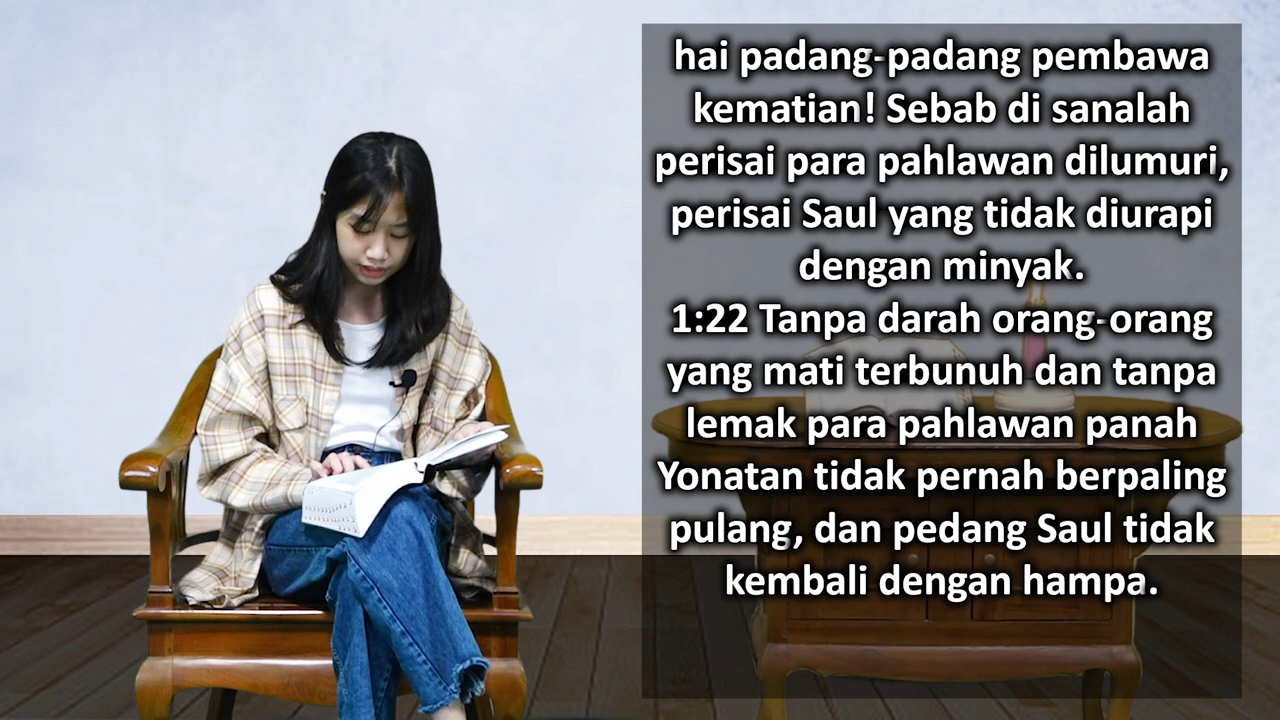 hai padang-padang pembawa
kematian! Sebab di sanalah
perisai para pahlawan dilumuri,
perisai Saul yang tidak diurapi
dengan minyak.
1:22 Tanpa darah orang-orang
yang mati terbunuh dan tanpa
lemak para pahlawan panah
Yonatan tidak pernah berpaling
pulang, dan pedang Saul tidak
kembali dengan hampa.